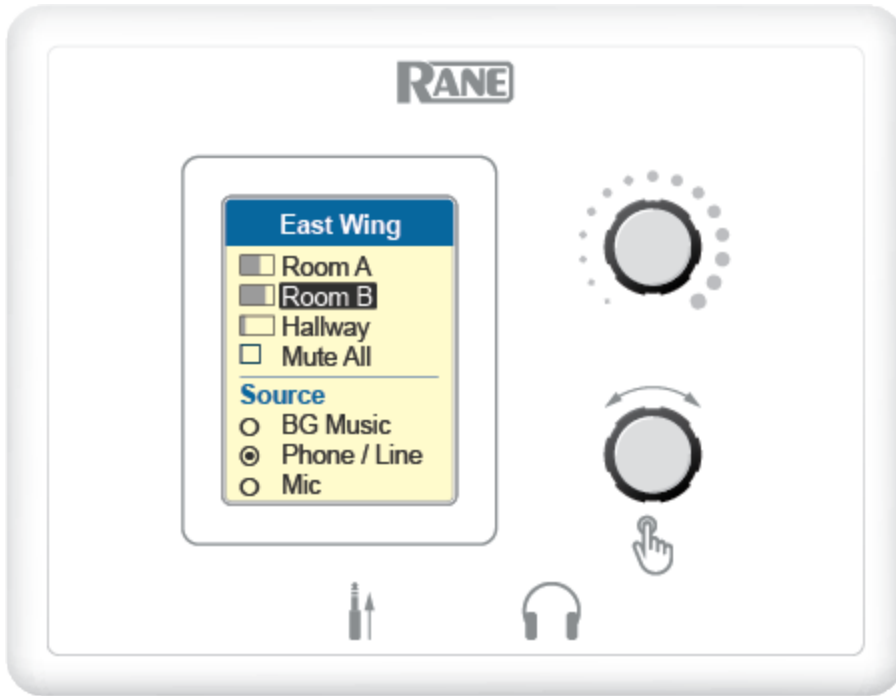 RANE
East Wing
Room A
Room B
Hallway
Mute All
Source
BG Music
Phone / Line
Mic